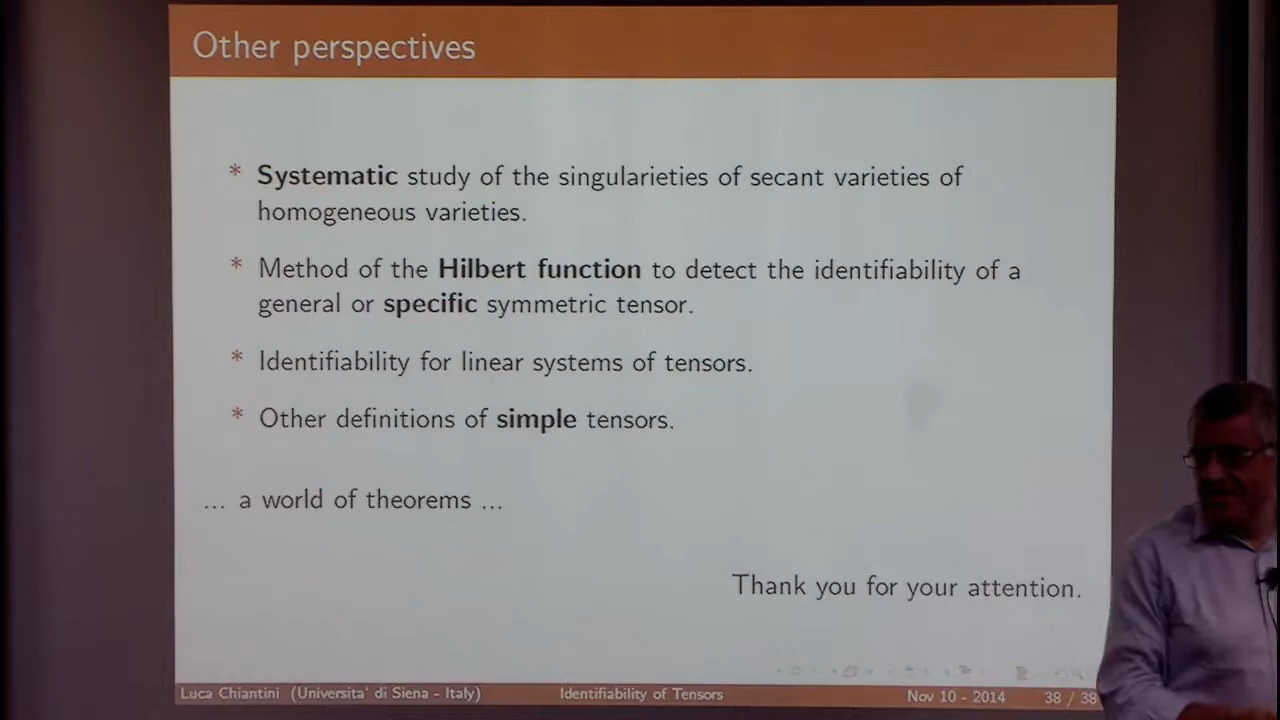 Other perspectives
* Systematic study of the singularieties of secant varieties of
homogeneous varieties.
* Method of the Hilbert function to detect the identifiability of a
general or specific symmetric tensor.
* Identifiability for linear systems of tensors.
* Other definitions of simple tensors.
... a world of theorems ...
Thank you for your attention.
Luca Chiantini (Universita' di Siena - Italy) Identifiability of Tensors Nov 10 - 2014 38 / 38